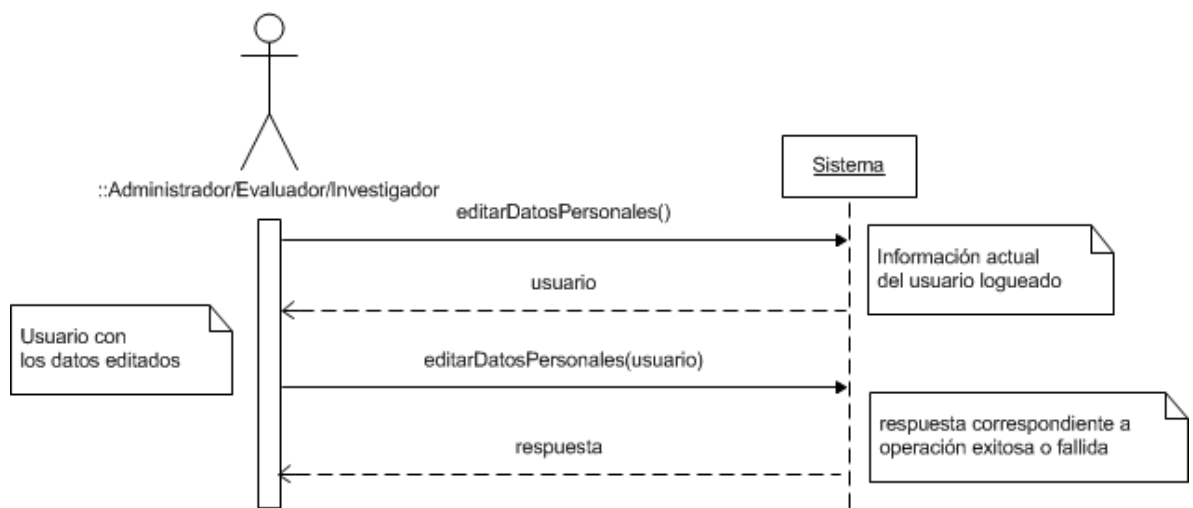 Sistema
::Administrador/Evaluador/Investigador
editarDatosPersonales()
Información actual
del usuario logueado
usuario
Usuario con
los datos editados
editarDatosPersonales(usuario)
respuesta correspondiente a
operación exitosa o fallida
respuesta